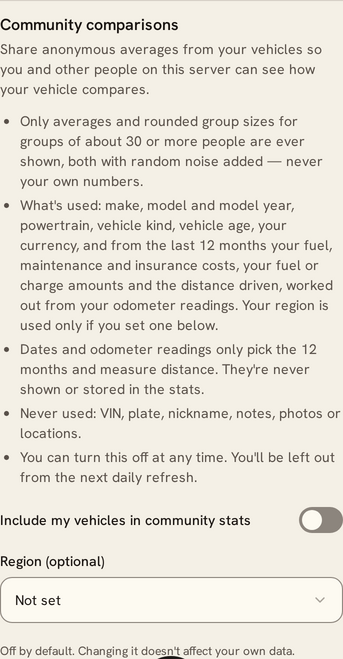 Community comparisons
Share anonymous averages from your vehicles so
you and other people on this server can see how
your vehicle compares.
• Only averages and rounded group sizes for
groups of about 30 or more people are ever
shown, both with random noise added — never
your own numbers.
• What's used: make, model and model year,
powertrain, vehicle kind, vehicle age, your
currency, and from the last 12 months your fuel,
maintenance and insurance costs, your fuel or
charge amounts and the distance driven, worked
out from your odometer readings. Your region is
used only if you set one below.
• Dates and odometer readings only pick the 12
months and measure distance. They're never
shown or stored in the stats.
• Never used: VIN, plate, nickname, notes, photos or
locations.
• You can turn this off at any time. You'll be left out
from the next daily refresh.
Include my vehicles in community stats
Region (optional)
Not set
Off by default. Changing it doesn't affect your own data.